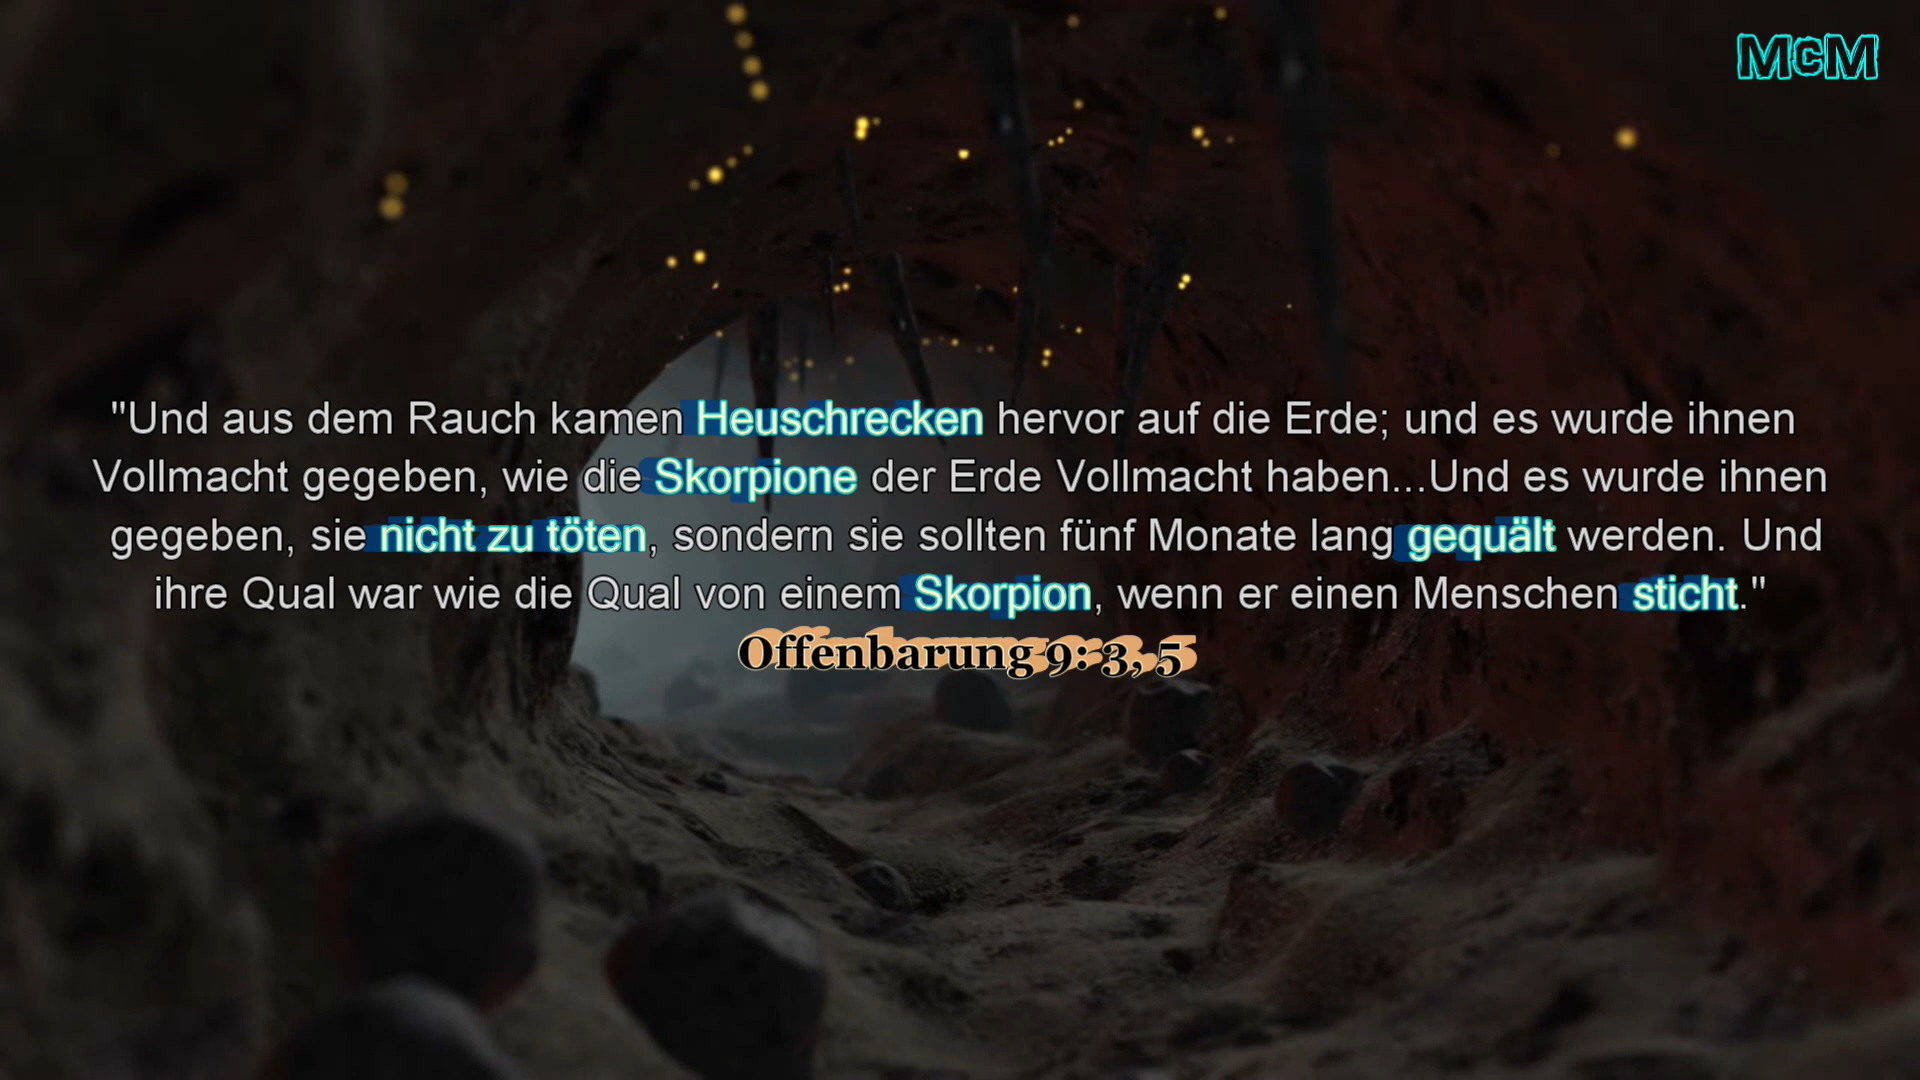 McM
"Und aus dem Rauch kamen Heuschrecken hervor auf die Erde; und es wurde ihnen
Vollmacht gegeben, wie die Skorpione der Erde Vollmacht haben...Und es wurde ihnen
gegeben, sie nicht zu töten, sondern sie sollten fünf Monate lang gequält werden. Und
ihre Qual war wie die Qual von einem Skorpion, wenn er einen Menschen sticht."
Offenbarung 9: 3, 5